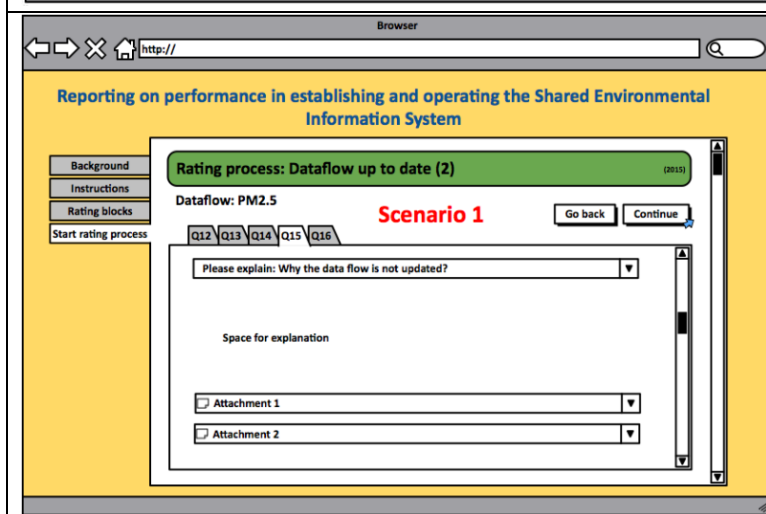 Browser
http://
Reporting on performance in establishing and operating the Shared Environmental
Information System
Background
Instructions
Rating blocks
Start rating process
Rating process: Dataflow up to date (2)
(2015)
Dataflow: PM2.5
Scenario 1
Go back
Continue
Q12 Q13 Q14 Q15 Q16
Please explain: Why the data flow is not updated?
Space for explanation
Attachment 1
Attachment 2